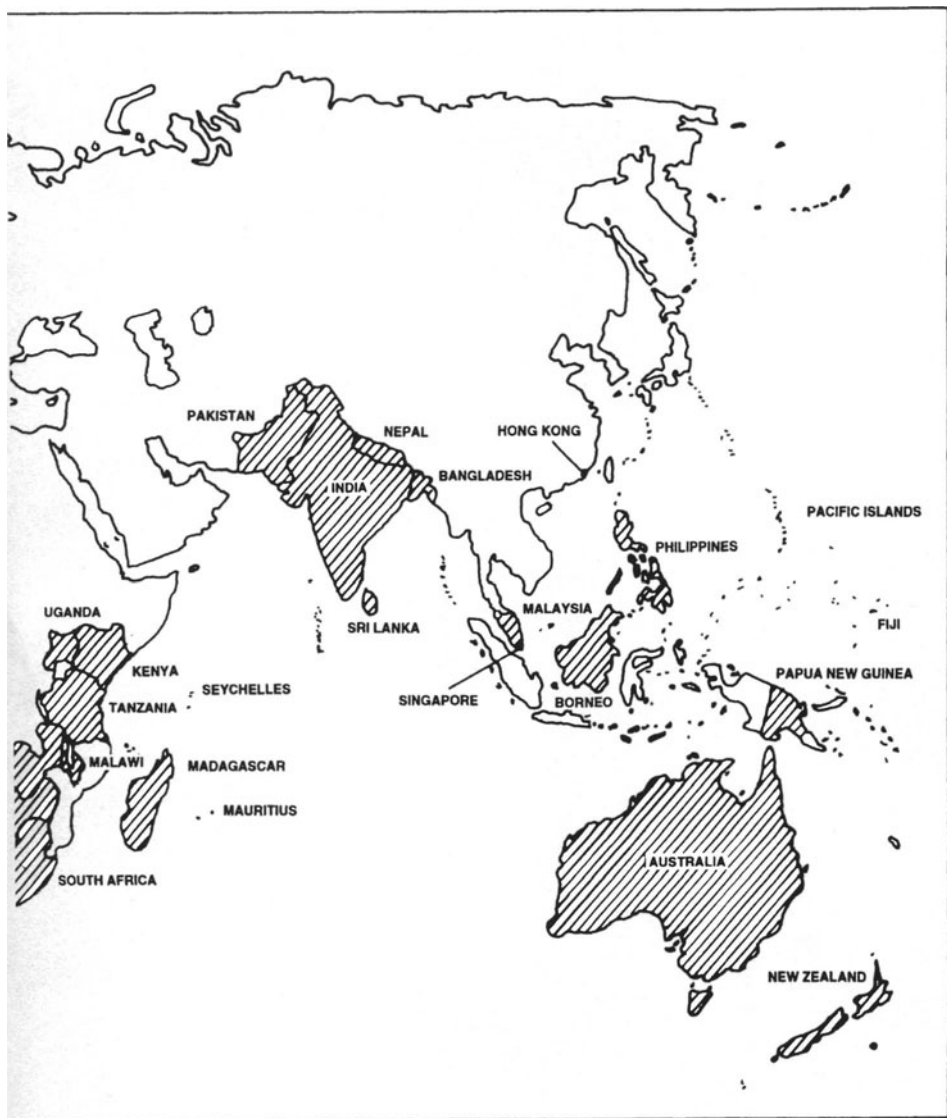 PAKISTAN
NEPAL
HONG KONG
BANGLADESH
INDIA
PACIFIC ISLANDS
PHILIPPINES
UGANDA
MALAYSIA
SRI LANKA
FIJI
KENYA
PAPUA NEW GUINEA
SEYCHELLES
SINGAPORE
BORNEO
TANZANIA
MALAWI
MADAGASCAR
MAURITIUS
AUSTRALIA
SOUTH AFRICA
NEW ZEALAND